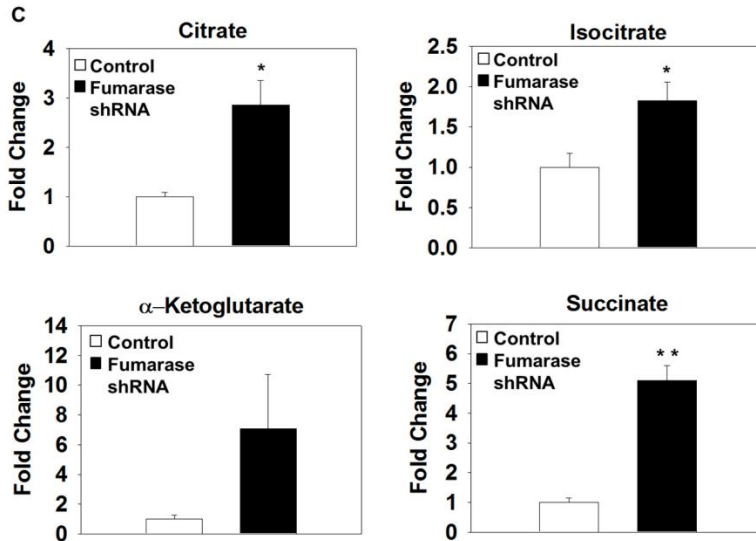 C
Citrate
Fold Change
4
3
2
1
0
Control
Fumarase
shRNA
*
Isocitrate
Fold Change
2.5
2.0
1.5
1.0
0.5
0.0
Control
Fumarase
shRNA
*
α–Ketoglutarate
Fold Change
14
12
10
8
6
4
2
0
Control
Fumarase
shRNA
Succinate
Fold Change
7
6
5
4
3
2
1
0
Control
Fumarase
shRNA
* *